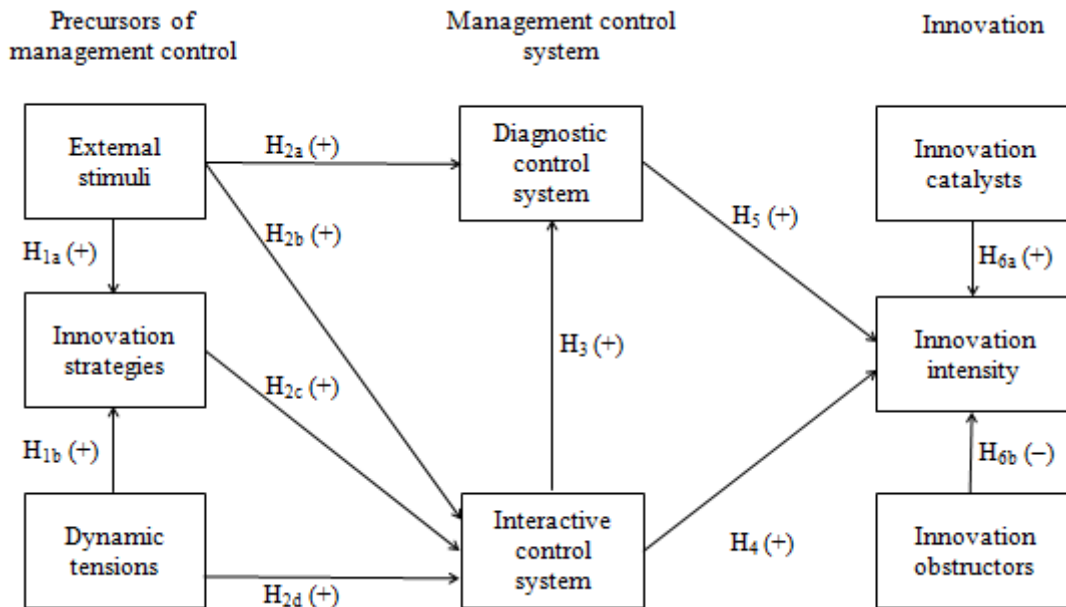 Precursors of
management control
Management control
system
Innovation
External
stimuli
H2a (+)
Diagnostic
control
system
Innovation
catalysts
H1a (+)
H2b (+)
H5 (+)
H6a (+)
Innovation
strategies
H2c (+)
H3 (+)
Innovation
intensity
H1b (+)
H6b (−)
Dynamic
tensions
H2d (+)
Interactive
control
system
H4 (+)
Innovation
obstructors